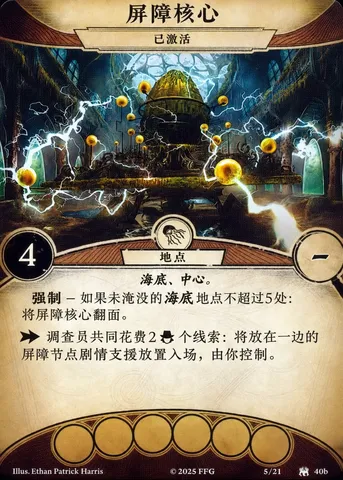 屏障核心
已激活
4
地点
–
海底、中心。
强制 – 如果未淹没的海底地点不超过5处:
将屏障核心翻面。
调查员共同花费2个线索:将放在一边的
屏障节点剧情支援放置入场,由你控制。
Illus. Ethan Patrick Harris © 2025 FFG 5/21 40b